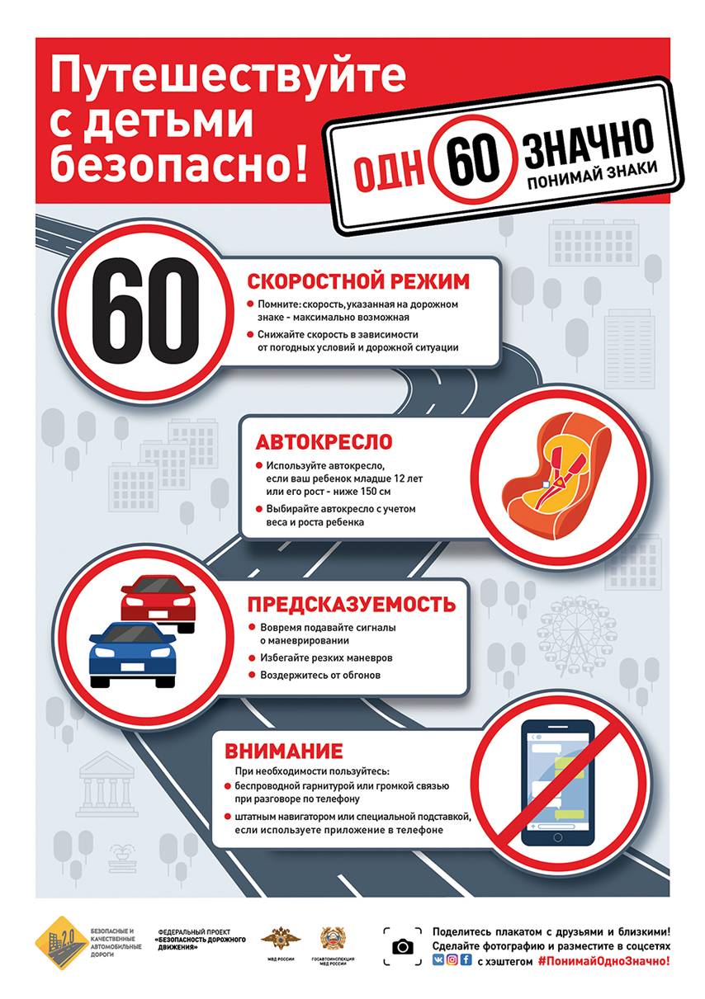 Путешествуйте
с детьми
безопасно!
ОДН 60 ЗНАЧНО
ПОНИМАЙ ЗНАКИ
60
СКОРОСТНОЙ РЕЖИМ
Помните: скорость, указанная на дорожном
знаке - максимально возможная
Снижайте скорость в зависимости
от погодных условий и дорожной ситуации
АВТОКРЕСЛО
Используйте автокресло,
если ваш ребенок младше 12 лет
или его рост - ниже 150 см
Выбирайте автокресло с учетом
веса и роста ребенка
ПРЕДСКАЗУЕМОСТЬ
Вовремя подавайте сигналы
о маневрировании
Избегайте резких маневров
Воздержитесь от обгонов
ВНИМАНИЕ
При необходимости пользуйтесь:
беспроводной гарнитурой или громкой связью
при разговоре по телефону
штатным навигатором или специальной подставкой,
если используете приложение в телефоне
2.0
БЕЗОПАСНЫЕ И
КАЧЕСТВЕННЫЕ
АВТОМОБИЛЬНЫЕ
ДОРОГИ
ФЕДЕРАЛЬНЫЙ ПРОЕКТ
«БЕЗОПАСНОСТЬ ДОРОЖНОГО
ДВИЖЕНИЯ»
МВД РОССИИ
ГОСАВТОИНСПЕКЦИЯ
МВД РОССИИ
Поделитесь плакатом с друзьями и близкими!
Сделайте фотографию и разместите в соцсетях
с хэштегом #ПонимайОдноЗначно!